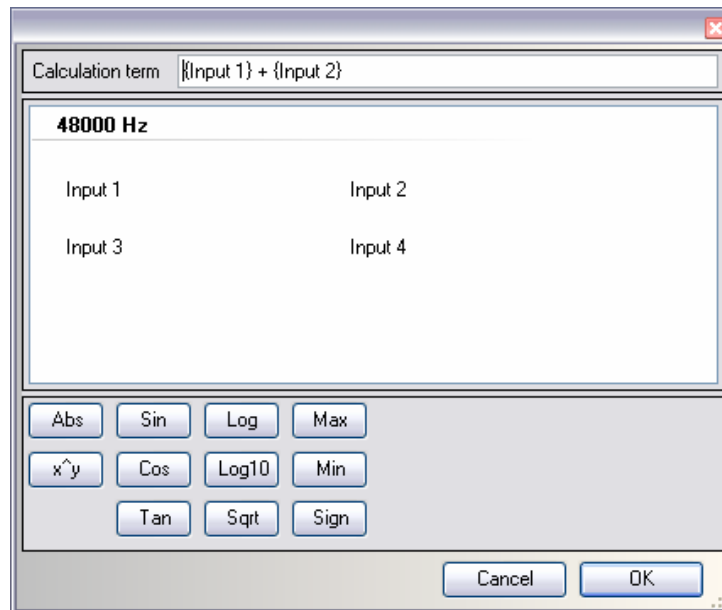 Calculation term {Input 1} + {Input 2}
48000 Hz
Input 1 Input 2
Input 3 Input 4
Abs Sin Log Max
x^y Cos Log10 Min
Tan Sqrt Sign
Cancel OK